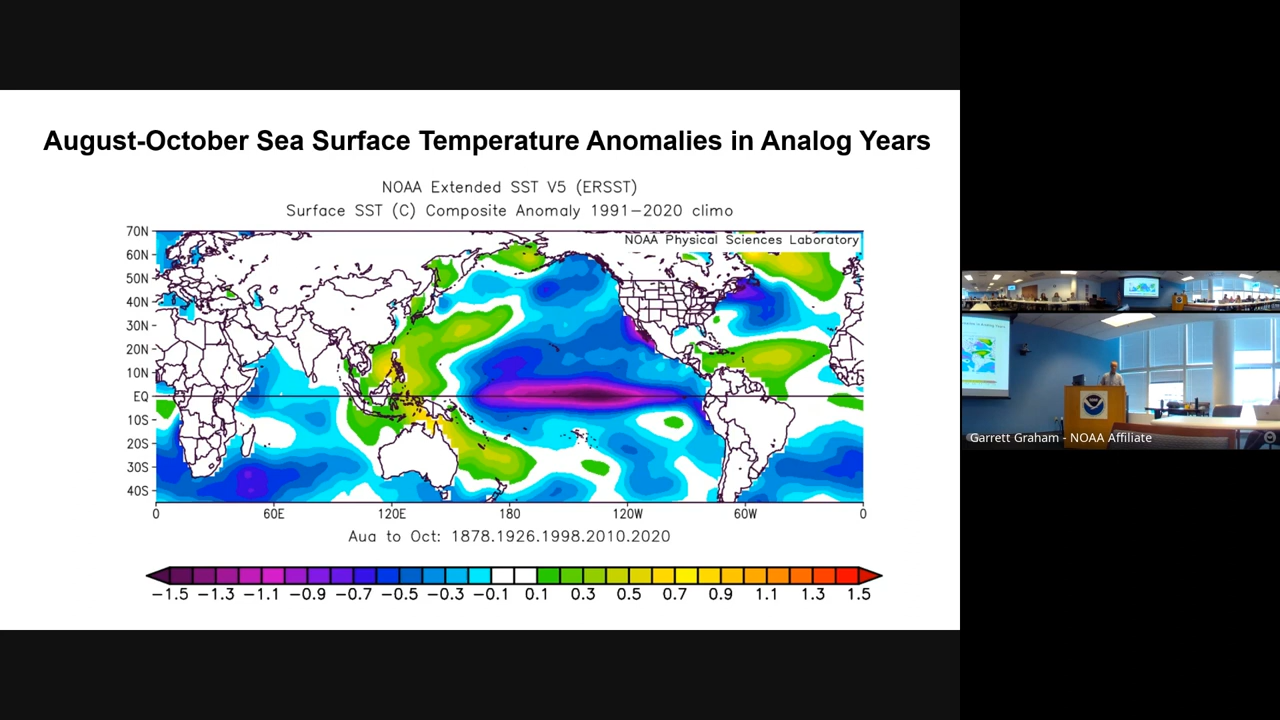 August-October Sea Surface Temperature Anomalies in Analog Years
NOAA Extended SST V5 (ERSST)
Surface SST (C) Composite Anomaly 1991-2020 climo
NOAA Physical Sciences Laboratory
70N
60N
50N
40N
30N
20N
10N
EQ
10S
20S
30S
40S
0 60E 120E 180 120W 60W 0
Aug to Oct: 1878,1926,1998,2010,2020
-1.5 -1.3 -1.1 -0.9 -0.7 -0.5 -0.3 -0.1 0.1 0.3 0.5 0.7 0.9 1.1 1.3 1.5
Garrett Graham - NOAA Affiliate